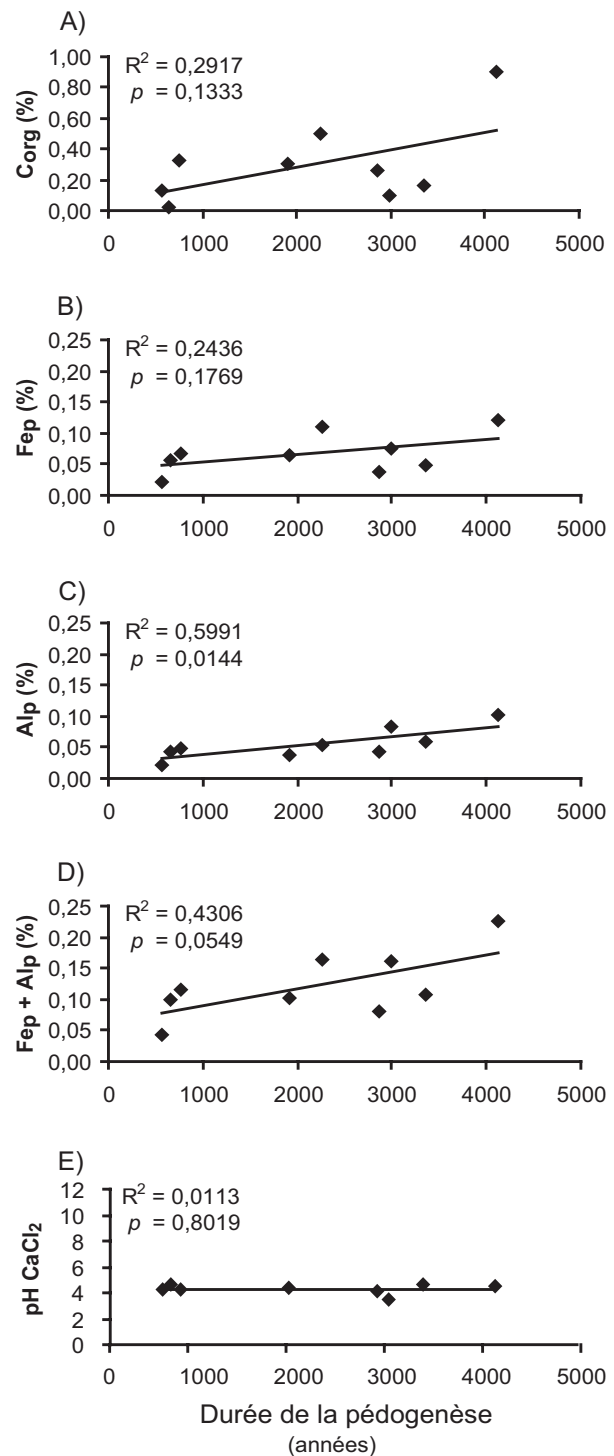 A)
R² = 0,2917
p = 0,1333
Corg (%)
1,00
0,80
0,60
0,40
0,20
0,00
0 1000 2000 3000 4000 5000
B)
R² = 0,2436
p = 0,1769
Fep (%)
0,25
0,20
0,15
0,10
0,05
0,00
0 1000 2000 3000 4000 5000
C)
R² = 0,5991
p = 0,0144
Alp (%)
0,25
0,20
0,15
0,10
0,05
0,00
0 1000 2000 3000 4000 5000
D)
R² = 0,4306
p = 0,0549
Fep + Alp (%)
0,25
0,20
0,15
0,10
0,05
0,00
0 1000 2000 3000 4000 5000
E)
R² = 0,0113
p = 0,8019
pH CaCl₂
12
10
8
6
4
2
0
0 1000 2000 3000 4000 5000
Durée de la pédogenèse
(années)